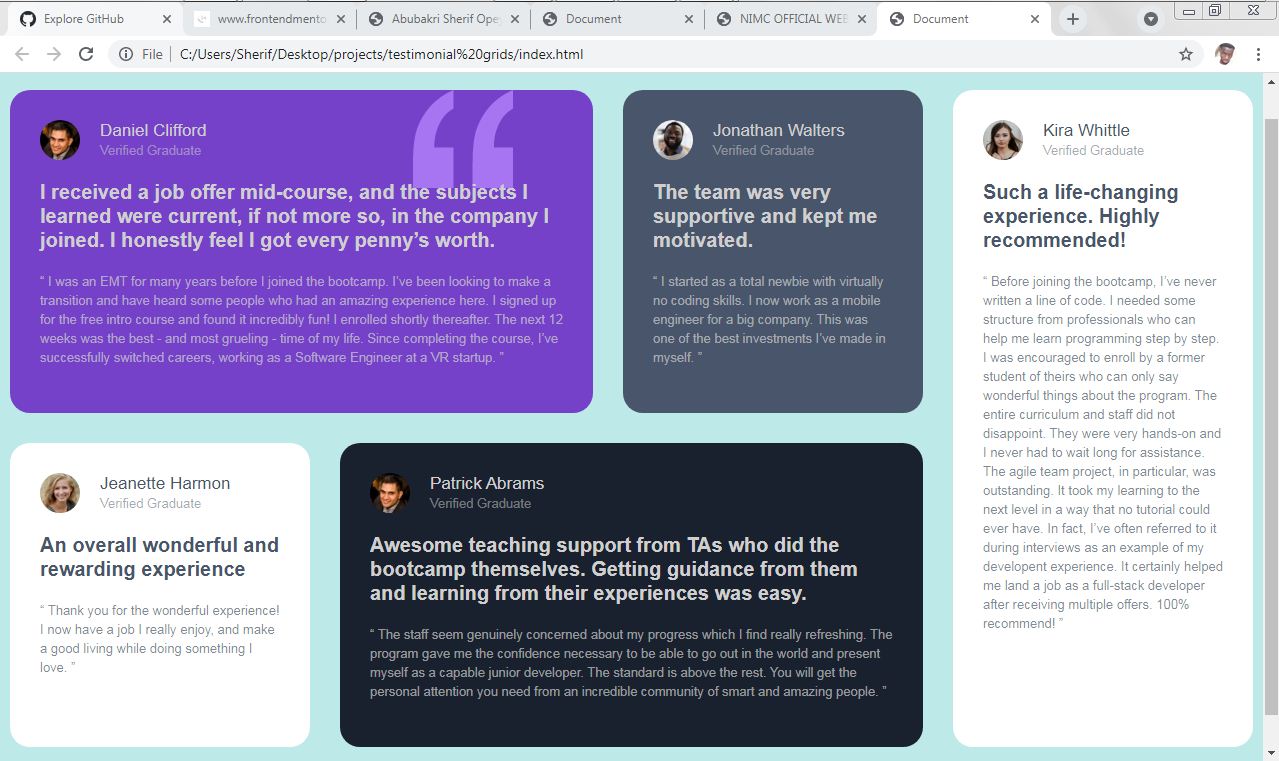 Explore GitHub
www.frontendmento
Abubakri Sherif Ope
Document
NIMC OFFICIAL WEB
Document
File | C:/Users/Sherif/Desktop/projects/testimonial%20grids/index.html
Daniel Clifford
Verified Graduate
I received a job offer mid-course, and the subjects I
learned were current, if not more so, in the company I
joined. I honestly feel I got every penny’s worth.
“ I was an EMT for many years before I joined the bootcamp. I’ve been looking to make a
transition and have heard some people who had an amazing experience here. I signed up
for the free intro course and found it incredibly fun! I enrolled shortly thereafter. The next 12
weeks was the best - and most grueling - time of my life. Since completing the course, I’ve
successfully switched careers, working as a Software Engineer at a VR startup. ”
Jonathan Walters
Verified Graduate
The team was very
supportive and kept me
motivated.
“ I started as a total newbie with virtually
no coding skills. I now work as a mobile
engineer for a big company. This was
one of the best investments I’ve made in
myself. ”
Kira Whittle
Verified Graduate
Such a life-changing
experience. Highly
recommended!
“ Before joining the bootcamp, I’ve never
written a line of code. I needed some
structure from professionals who can
help me learn programming step by step.
I was encouraged to enroll by a former
student of theirs who can only say
wonderful things about the program. The
entire curriculum and staff did not
disappoint. They were very hands-on and
I never had to wait long for assistance.
The agile team project, in particular, was
outstanding. It took my learning to the
next level in a way that no tutorial could
ever have. In fact, I’ve often referred to it
during interviews as an example of my
developent experience. It certainly helped
me land a job as a full-stack developer
after receiving multiple offers. 100%
recommend! ”
Jeanette Harmon
Verified Graduate
An overall wonderful and
rewarding experience
“ Thank you for the wonderful experience!
I now have a job I really enjoy, and make
a good living while doing something I
love. ”
Patrick Abrams
Verified Graduate
Awesome teaching support from TAs who did the
bootcamp themselves. Getting guidance from them
and learning from their experiences was easy.
“ The staff seem genuinely concerned about my progress which I find really refreshing. The
program gave me the confidence necessary to be able to go out in the world and present
myself as a capable junior developer. The standard is above the rest. You will get the
personal attention you need from an incredible community of smart and amazing people. ”